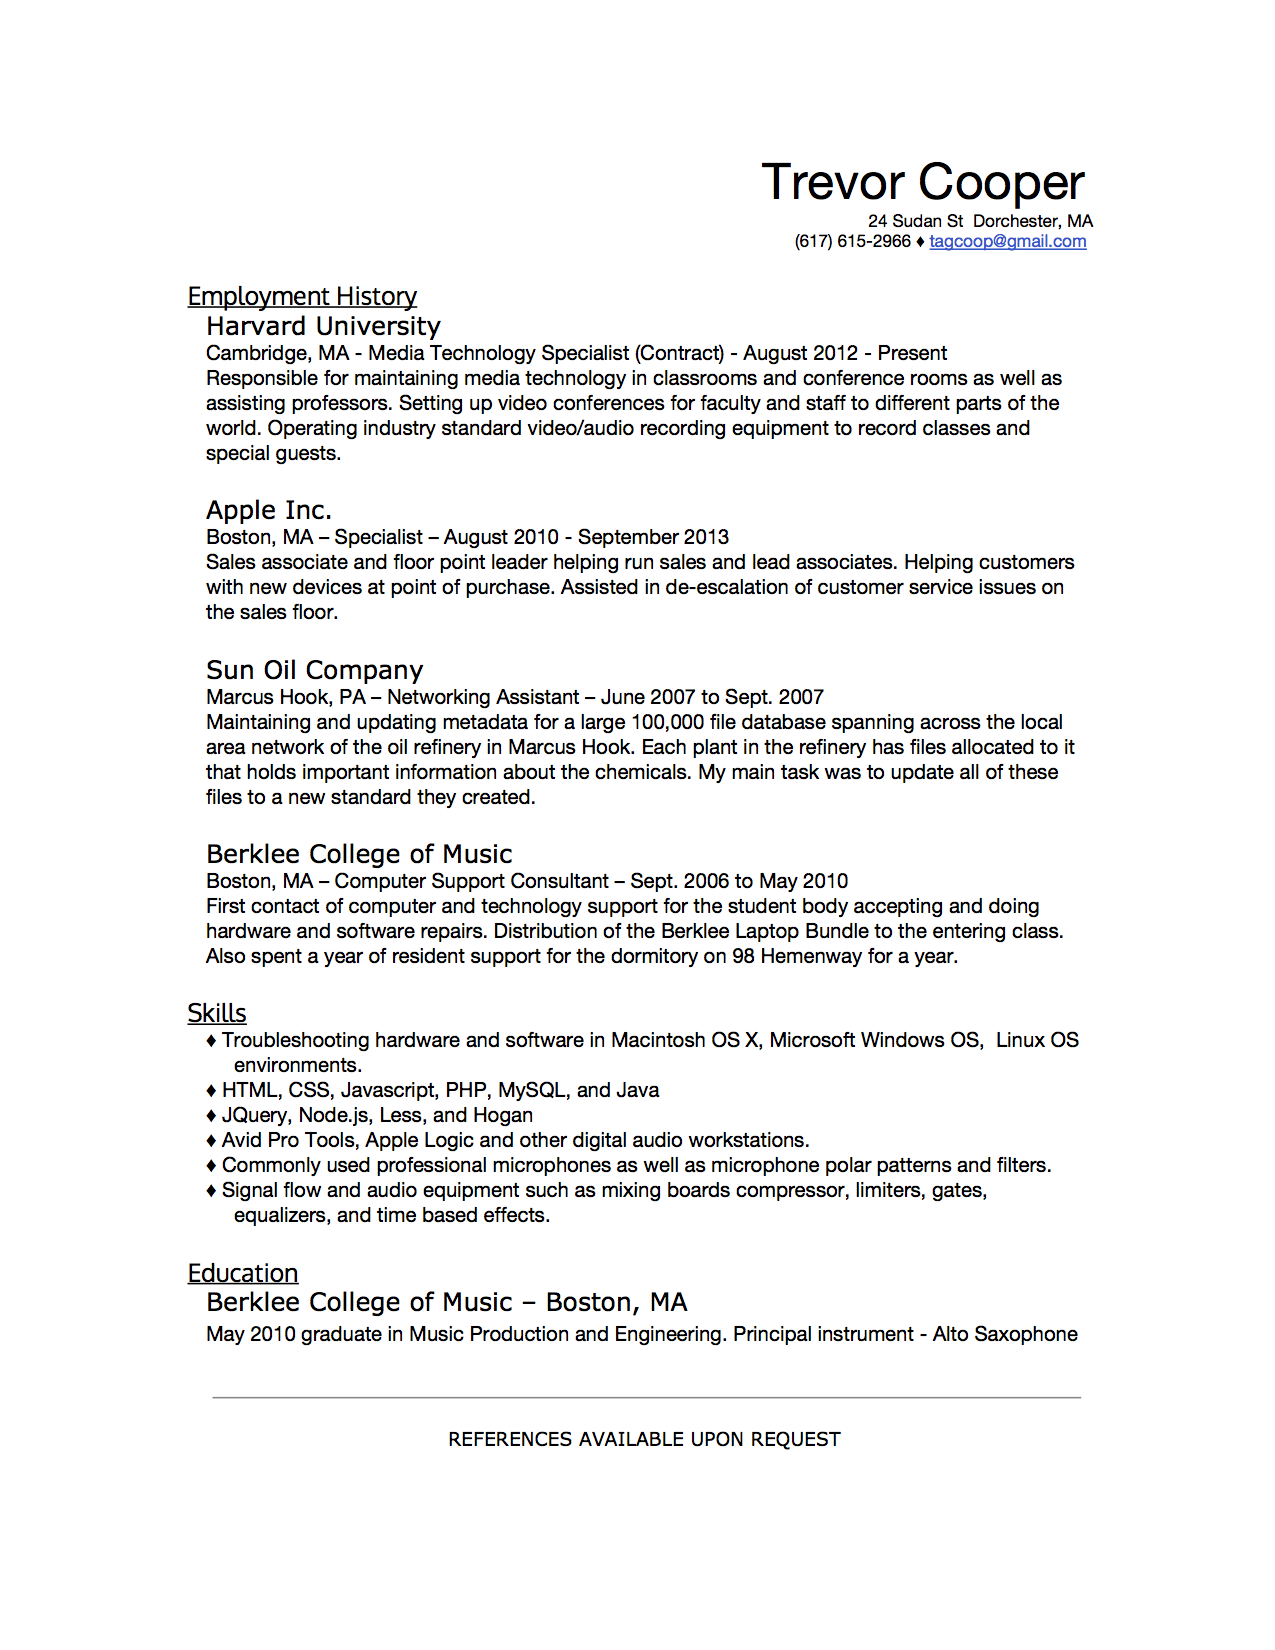 Trevor Cooper
24 Sudan St  Dorchester, MA
(617) 615-2966 ♦ tagcoop@gmail.com
Employment History
Harvard University
Cambridge, MA - Media Technology Specialist (Contract) - August 2012 - Present
Responsible for maintaining media technology in classrooms and conference rooms as well as
assisting professors. Setting up video conferences for faculty and staff to different parts of the
world. Operating industry standard video/audio recording equipment to record classes and
special guests.
Apple Inc.
Boston, MA – Specialist – August 2010 - September 2013
Sales associate and floor point leader helping run sales and lead associates. Helping customers
with new devices at point of purchase. Assisted in de-escalation of customer service issues on
the sales floor.
Sun Oil Company
Marcus Hook, PA – Networking Assistant – June 2007 to Sept. 2007
Maintaining and updating metadata for a large 100,000 file database spanning across the local
area network of the oil refinery in Marcus Hook. Each plant in the refinery has files allocated to it
that holds important information about the chemicals. My main task was to update all of these
files to a new standard they created.
Berklee College of Music
Boston, MA – Computer Support Consultant – Sept. 2006 to May 2010
First contact of computer and technology support for the student body accepting and doing
hardware and software repairs. Distribution of the Berklee Laptop Bundle to the entering class.
Also spent a year of resident support for the dormitory on 98 Hemenway for a year.
Skills
♦ Troubleshooting hardware and software in Macintosh OS X, Microsoft Windows OS,  Linux OS
environments.
♦ HTML, CSS, Javascript, PHP, MySQL, and Java
♦ JQuery, Node.js, Less, and Hogan
♦ Avid Pro Tools, Apple Logic and other digital audio workstations.
♦ Commonly used professional microphones as well as microphone polar patterns and filters.
♦ Signal flow and audio equipment such as mixing boards compressor, limiters, gates,
equalizers, and time based effects.
Education
Berklee College of Music – Boston, MA
May 2010 graduate in Music Production and Engineering. Principal instrument - Alto Saxophone
REFERENCES AVAILABLE UPON REQUEST